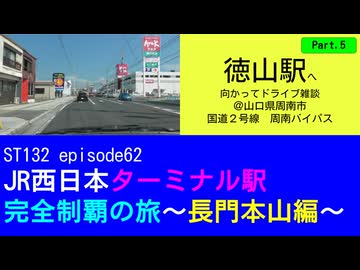 Part.5
徳山駅へ
向かってドライブ雑談
＠山口県周南市
国道２号線　周南バイパス
ST132 episode62
JR西日本ターミナル駅
完全制覇の旅～長門本山編～